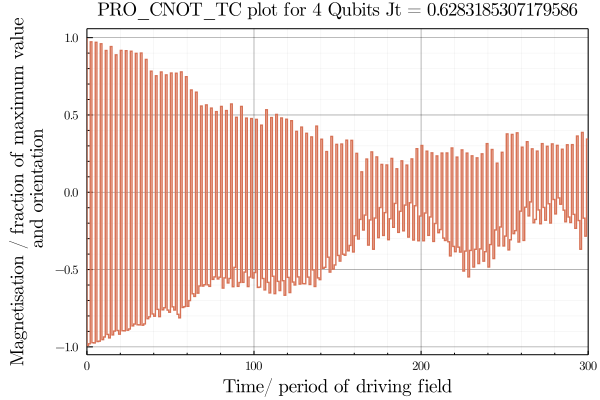 PRO_CNOT_TC plot for 4 Qubits Jt = 0.6283185307179586
Magnetisation / fraction of maximum value
and orientation
1.0
0.5
0.0
−0.5
−1.0
0 100 200 300
Time/ period of driving field